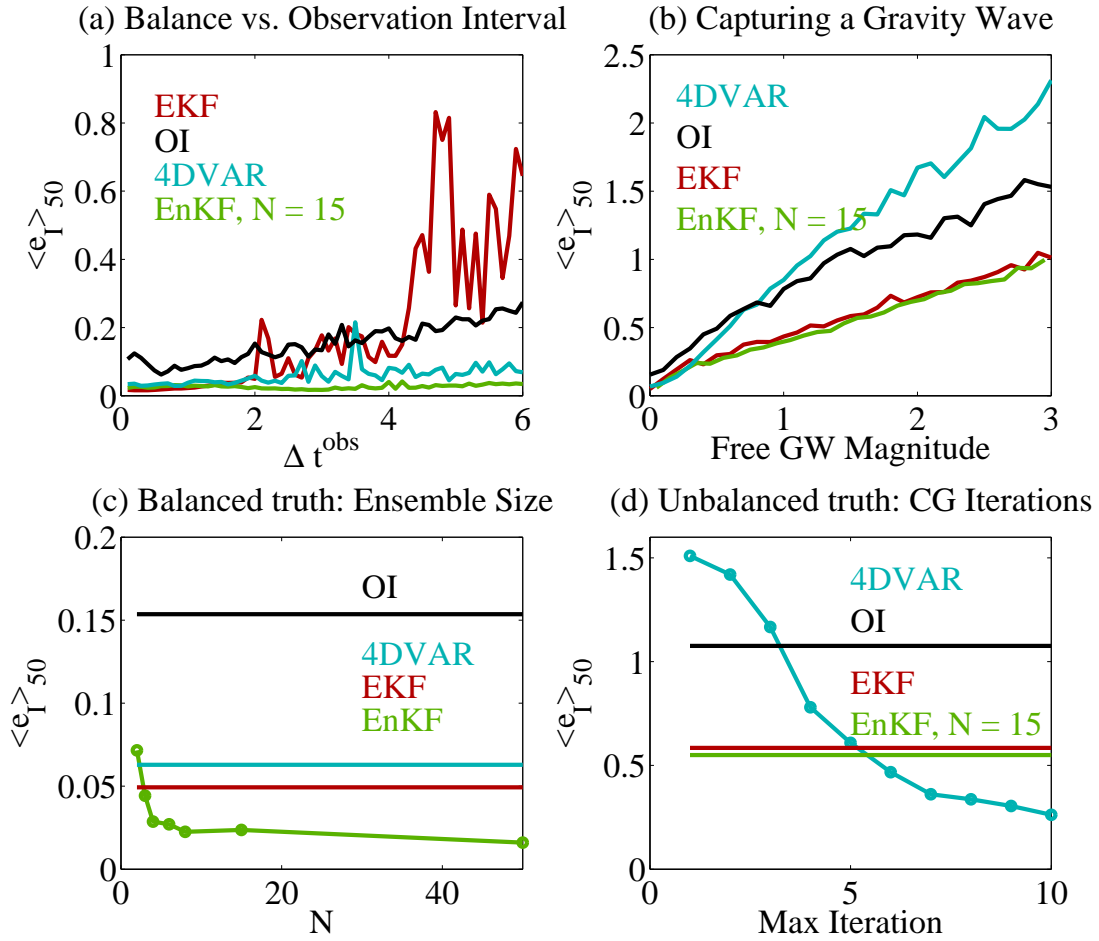 (a) Balance vs. Observation Interval
1
0.8
0.6
0.4
0.2
0
<e_I>_50
EKF
OI
4DVAR
EnKF, N = 15
0 2 4 6
Δ t^obs
(b) Capturing a Gravity Wave
2.5
2
1.5
1
0.5
0
<e_I>_50
4DVAR
OI
EKF
EnKF, N = 15
0 1 2 3
Free GW Magnitude
(c) Balanced truth: Ensemble Size
0.2
0.15
0.1
0.05
0
<e_I>_50
OI
4DVAR
EKF
EnKF
0 20 40
N
(d) Unbalanced truth: CG Iterations
1.5
1
0.5
0
<e_I>_50
4DVAR
OI
EKF
EnKF, N = 15
0 5 10
Max Iteration